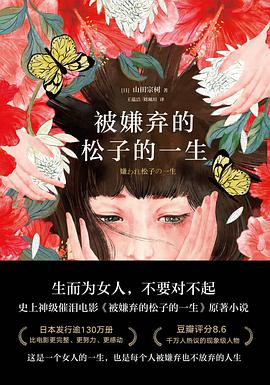 ［日］山田宗树 著
王蕴洁 刘珮瑄 译
被嫌弃的
松子的一生
嫌われ松子の一生
生而为女人，不要对不起
史上神级催泪电影《被嫌弃的松子的一生》原著小说
日本发行逾130万册
比电影更完整、更努力、更感动
豆瓣评分8.6
千万人热议的现象级人物
这是一个女人的一生，也是每个人被嫌弃也不放弃的人生